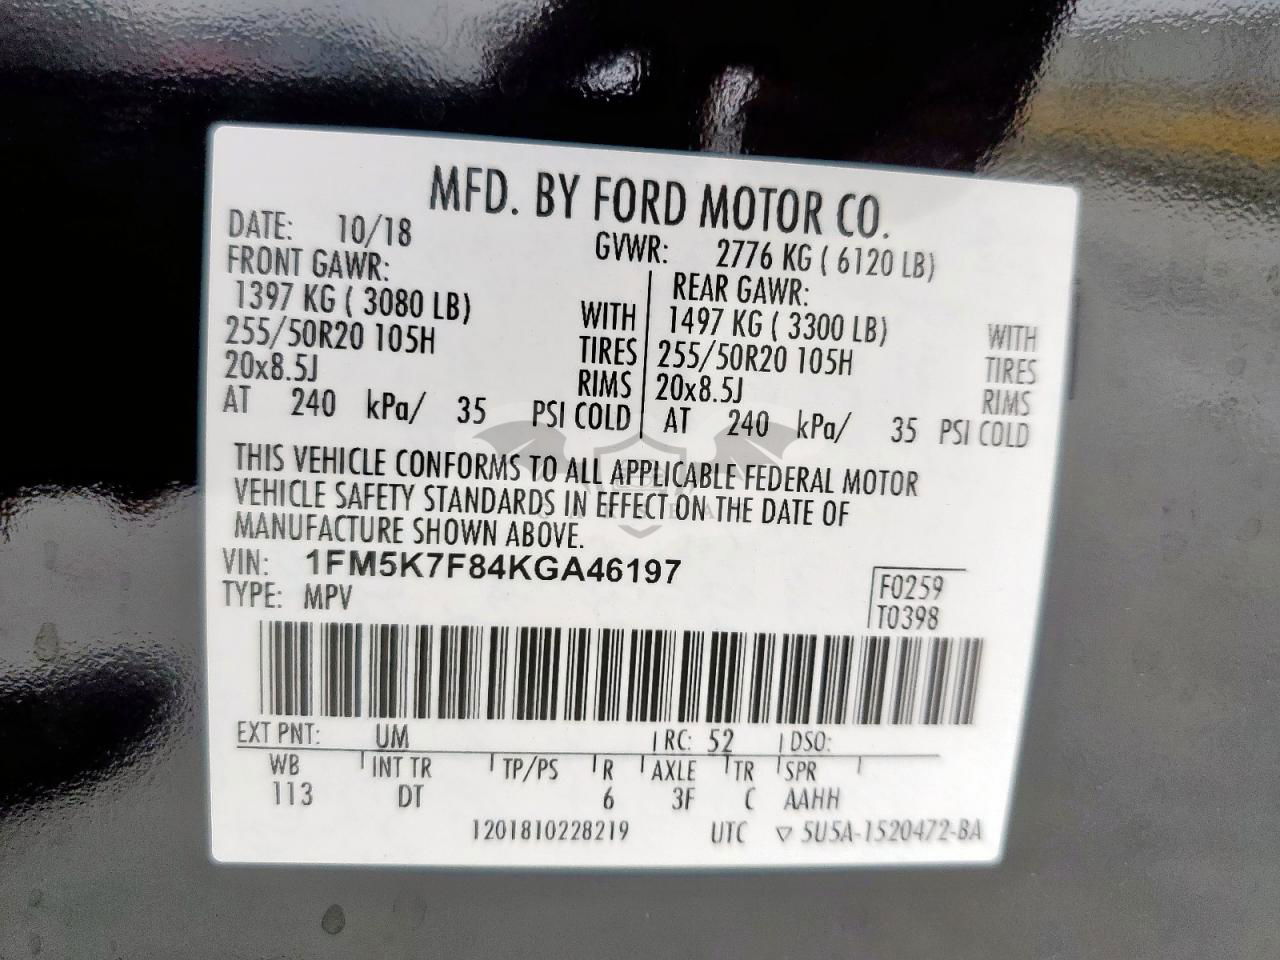 MFD. BY FORD MOTOR CO.
DATE: 10/18 GVWR: 2776 KG ( 6120 LB)
FRONT GAWR: REAR GAWR:
1397 KG ( 3080 LB) WITH 1497 KG ( 3300 LB) WITH
255/50R20 105H TIRES 255/50R20 105H TIRES
20x8.5J RIMS 20x8.5J RIMS
AT 240 kPa/ 35 PSI COLD AT 240 kPa/ 35 PSI COLD
THIS VEHICLE CONFORMS TO ALL APPLICABLE FEDERAL MOTOR
VEHICLE SAFETY STANDARDS IN EFFECT ON THE DATE OF
MANUFACTURE SHOWN ABOVE.
VIN: 1FM5K7F84KGA46197
TYPE: MPV
F0259
T0398
EXT PNT: UM RC: 52 DSO:
WB INT TR TP/PS R AXLE TR SPR
113 DT 6 3F C AAHH
1201810228219 UTC ▽ 5U5A-1520472-BA